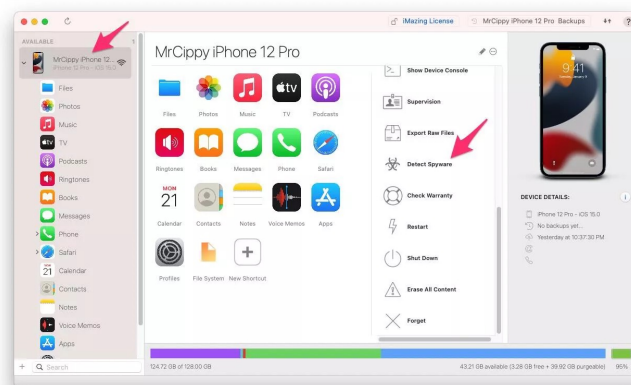 iMazing License
MrCippy iPhone 12 Pro Backups
?
AVAILABLE
1
MrCippy iPhone 12 ...
iPhone 12 Pro - iOS 15.0
Files
Photos
Music
TV
Podcasts
Ringtones
Books
Messages
Phone
Safari
21
Calendar
Contacts
Notes
Voice Memos
Apps
+
Search
MrCippy iPhone 12 Pro
tv
Files
Photos
Music
TV
Podcasts
Ringtones
Books
Messages
Phone
Safari
MON
21
Calendar
Contacts
Notes
Voice Memos
Apps
Profiles
File System
New Shortcut
Show Device Console
Supervision
Export Raw Files
Detect Spyware
Check Warranty
Restart
Shut Down
Erase All Content
Forget
9:41
DEVICE DETAILS:
i
iPhone 12 Pro - iOS 15.0
No backups yet...
Yesterday at 10:37:30 PM
124.72 GB of 128.00 GB
43.21 GB available (3.28 GB free + 39.92 GB purgeable)
95%